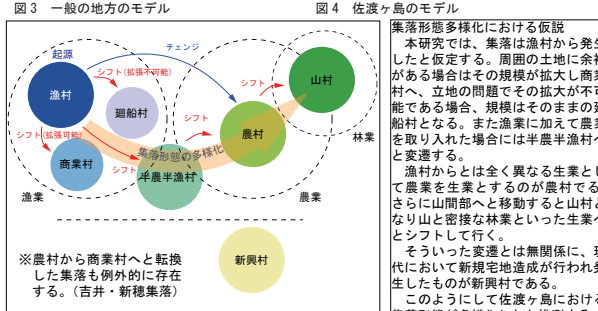 図3　一般の地方のモデル
図4　佐渡ヶ島のモデル
起源
チェンジ
漁村
シフト(拡張不可能)
廻船村
シフト(拡張可能)
商業村
シフト
集落形態の多様化
半農半漁村
シフト
農村
シフト
山村
林業
漁業
農業
新興村
※農村から商業村へと転換
した集落も例外的に存在
する。(吉井・新穂集落)
集落形態多様化における仮説
　本研究では、集落は漁村から発生
したと仮定する。周囲の土地に余裕
がある場合はその規模が拡大し商業
村へ、立地の問題でその拡大が不可
能である場合、規模はそのままの廻
船村となる。また漁業に加えて農業
を取り入れた場合には半農半漁村へ
と変遷する。
　漁村からとは全く異なる生業とし
て農業を生業とするのが農村である
さらに山間部へと移動すると山村と
なり山と密接な林業といった生業へ
とシフトして行く。
　そういった変遷とは無関係に、現
代において新規宅地造成が行われ発
生したものが新興村である。
　このようにして佐渡ヶ島における